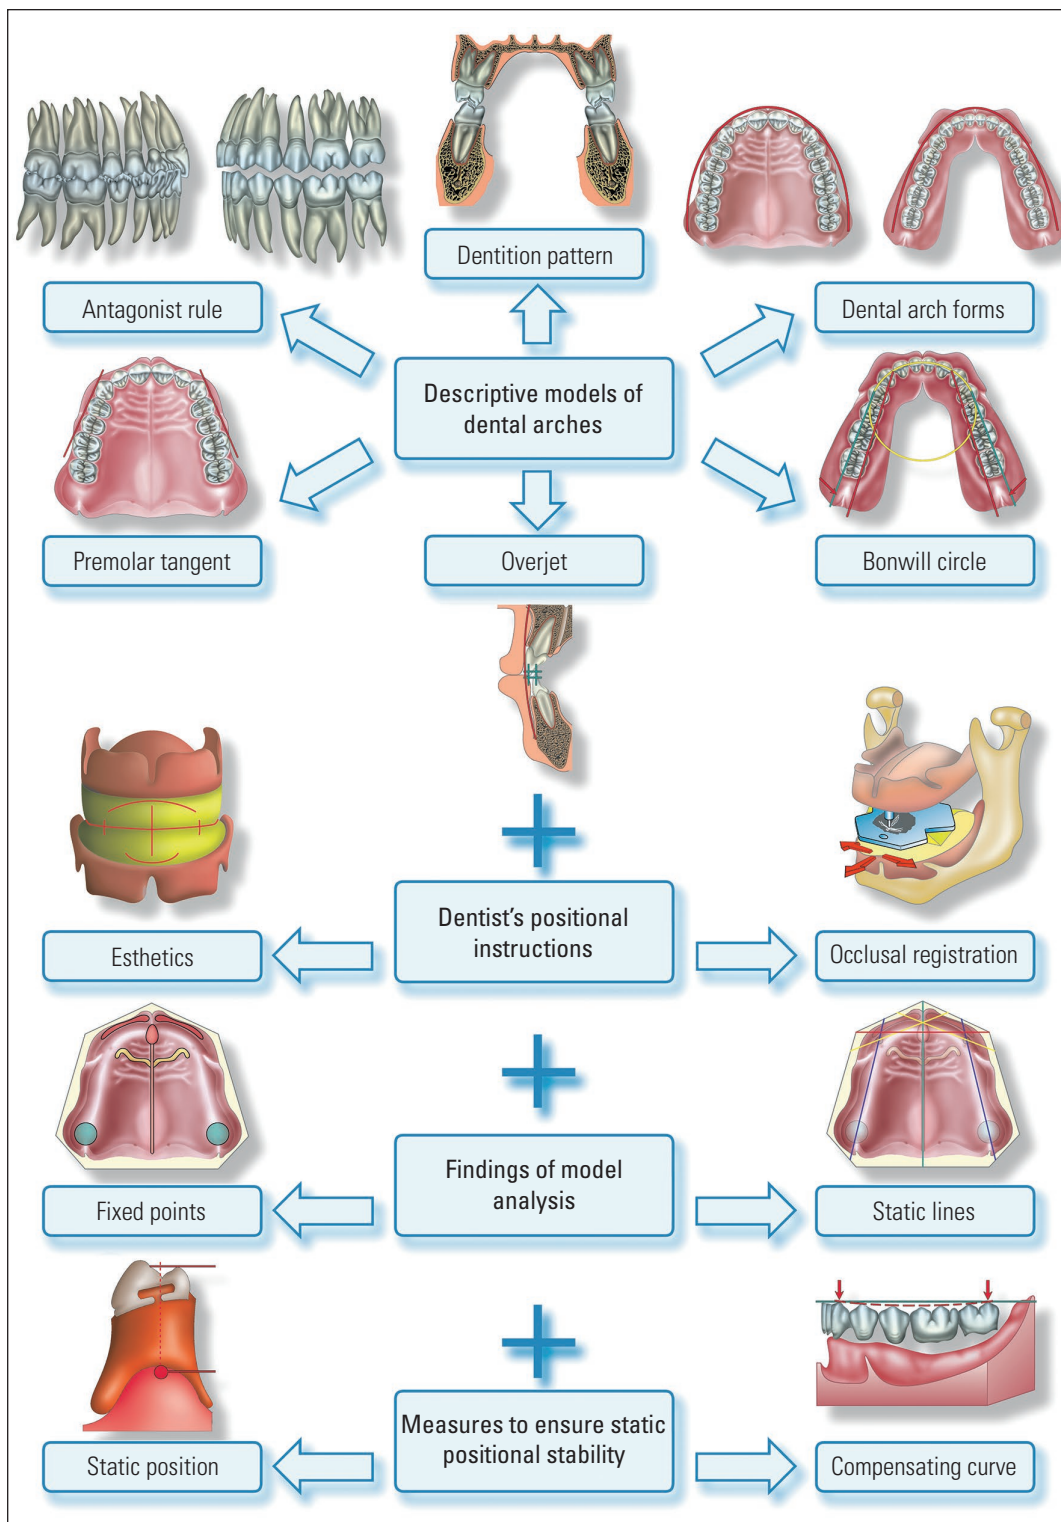 Dentition pattern
Antagonist rule
Dental arch forms
Descriptive models of
dental arches
Premolar tangent
Overjet
Bonwill circle
Dentist's positional
instructions
Esthetics
Occlusal registration
Findings of model
analysis
Fixed points
Static lines
Measures to ensure static
positional stability
Static position
Compensating curve